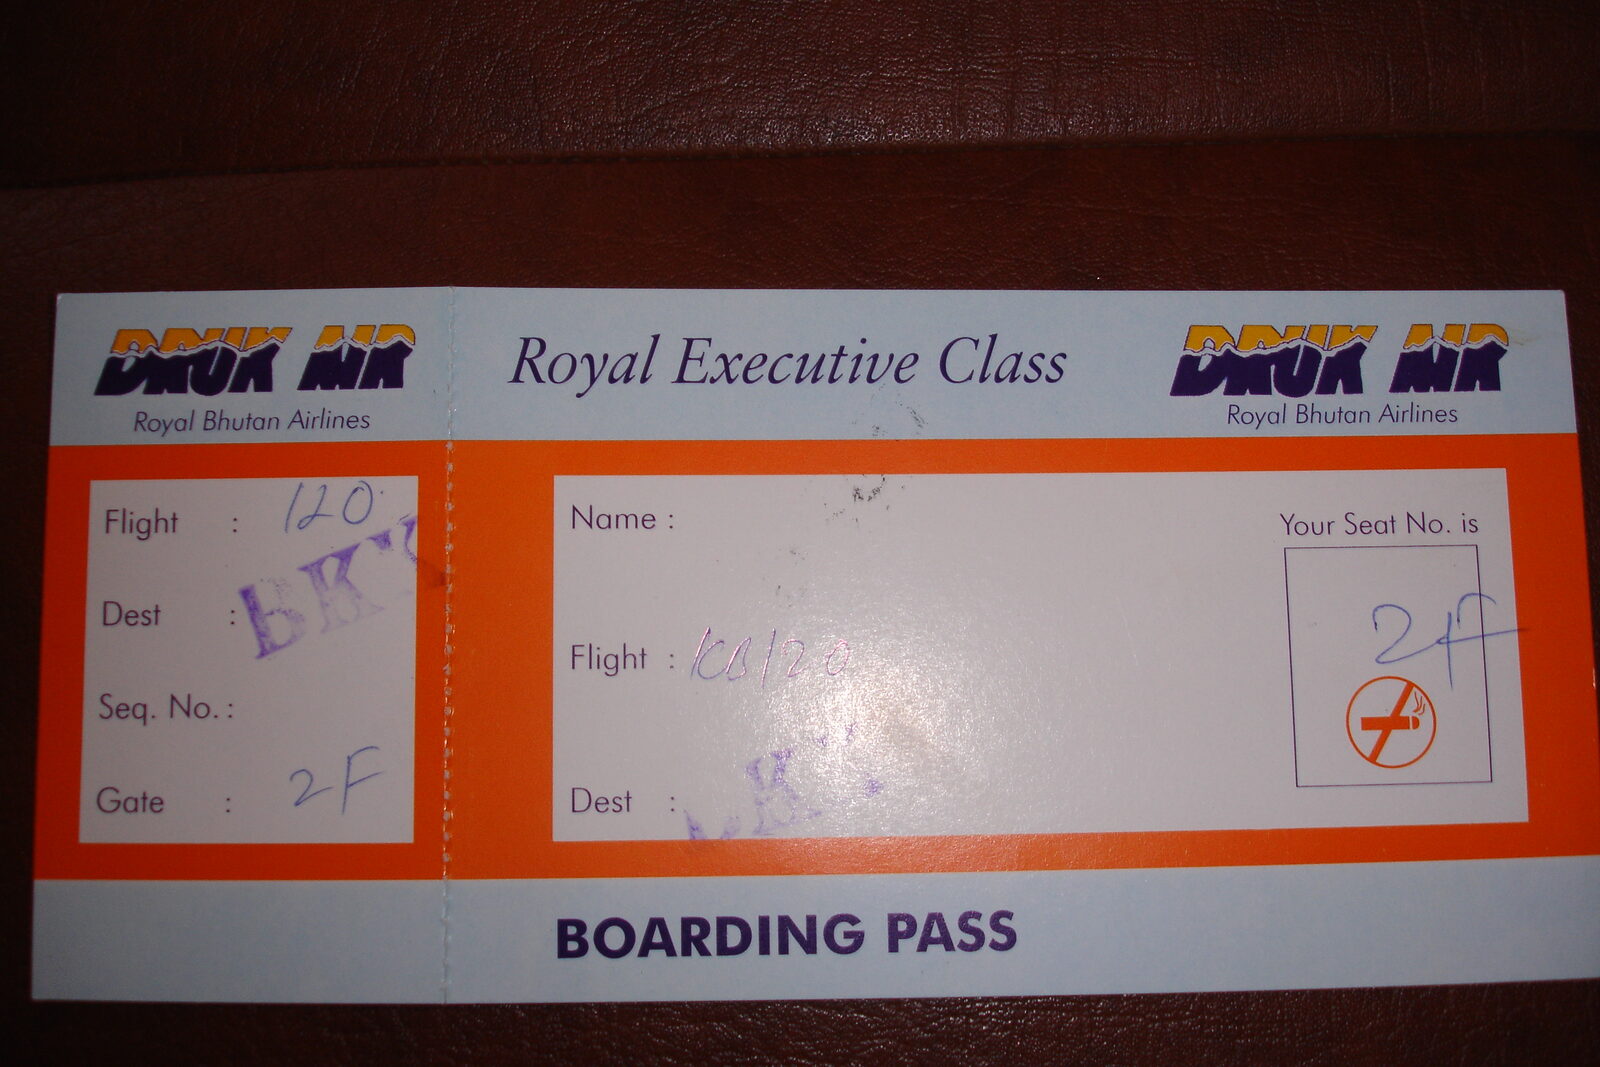 DRUK AIR
Royal Bhutan Airlines
Flight : 120
Dest :
Seq. No. :
Gate : 2F
Royal Executive Class
DRUK AIR
Royal Bhutan Airlines
Name :
Your Seat No. is
2F
Flight : KB120
Dest :
BOARDING PASS